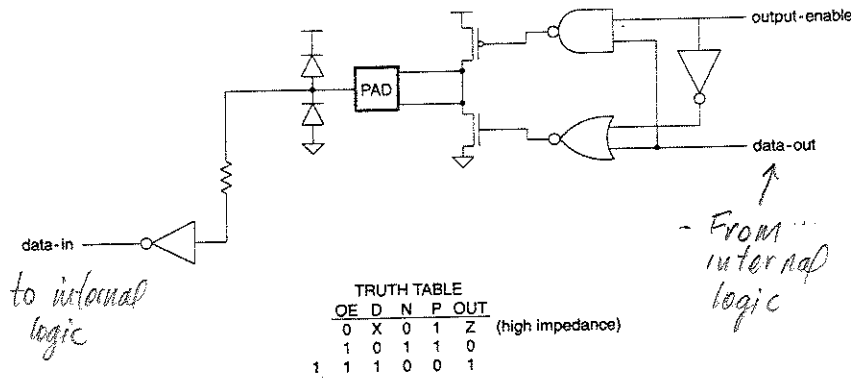 output-enable
PAD
data-out
- From ...
internal
logic
data-in
to internal
logic
TRUTH TABLE
OE D N P OUT
0 X 0 1 Z (high impedance)
1 0 1 1 0
1 1 1 0 0 1